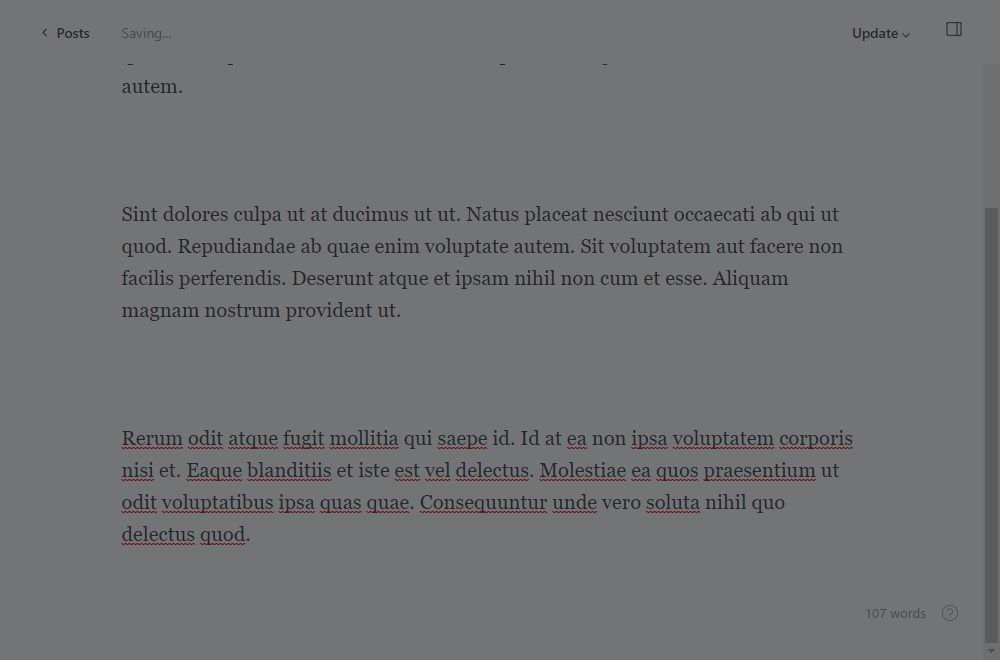 Posts
Saving...
Update
autem.
Sint dolores culpa ut at ducimus ut ut. Natus placeat nesciunt occaecati ab qui ut
quod. Repudiandae ab quae enim voluptate autem. Sit voluptatem aut facere non
facilis perferendis. Deserunt atque et ipsam nihil non cum et esse. Aliquam
magnam nostrum provident ut.
Rerum odit atque fugit mollitia qui saepe id. Id at ea non ipsa voluptatem corporis
nisi et. Eaque blanditiis et iste est vel delectus. Molestiae ea quos praesentium ut
odit voluptatibus ipsa quas quae. Consequuntur unde vero soluta nihil quo
delectus quod.
107 words
?